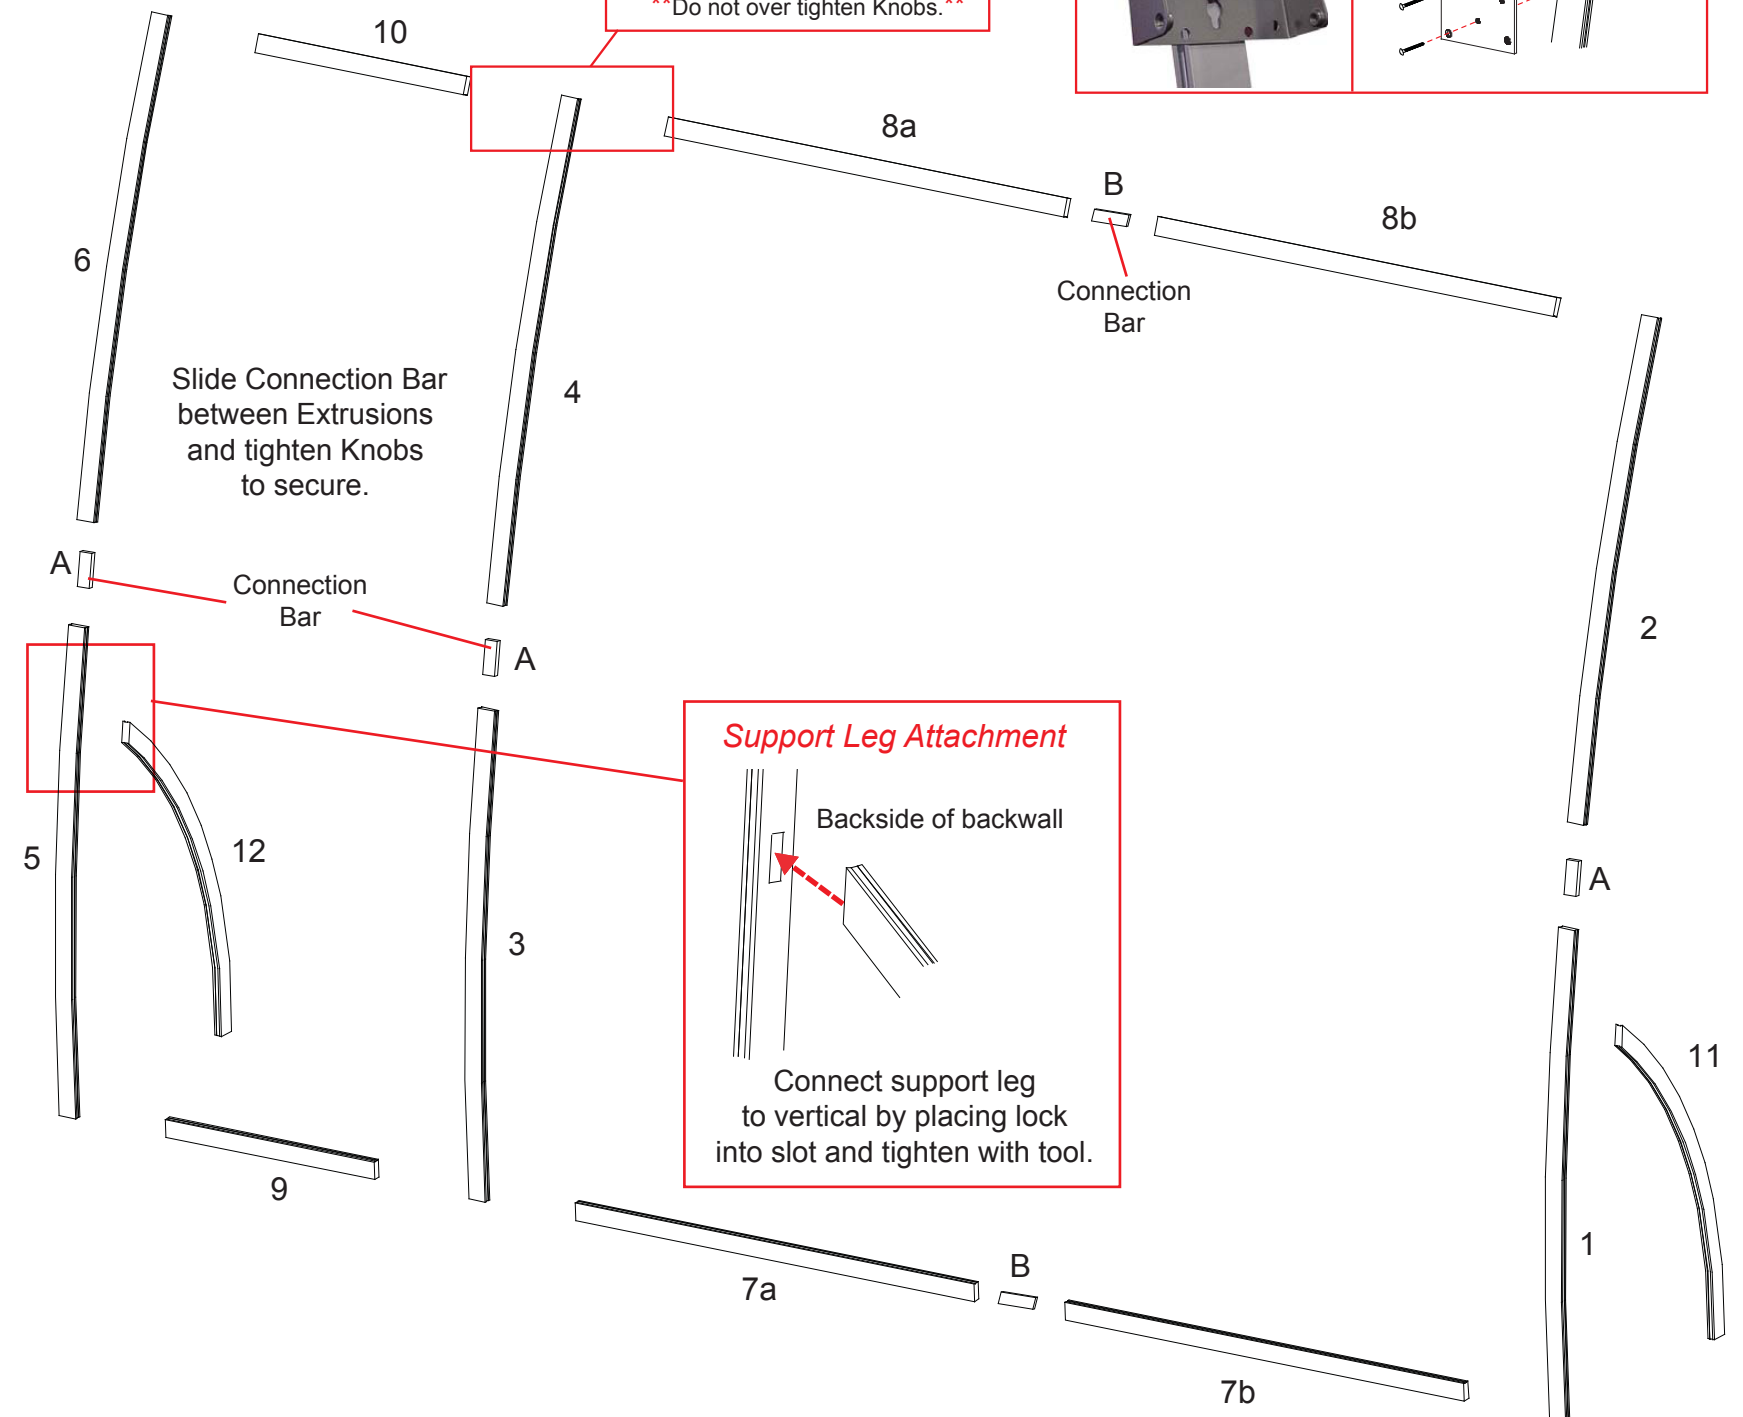 **Do not over tighten Knobs.**
10
8a
B
8b
Connection
Bar
6
4
Slide Connection Bar
between Extrusions
and tighten Knobs
to secure.
2
A
Connection
Bar
A
A
Support Leg Attachment
Backside of backwall
Connect support leg
to vertical by placing lock
into slot and tighten with tool.
5
12
3
11
9
1
7a
B
7b